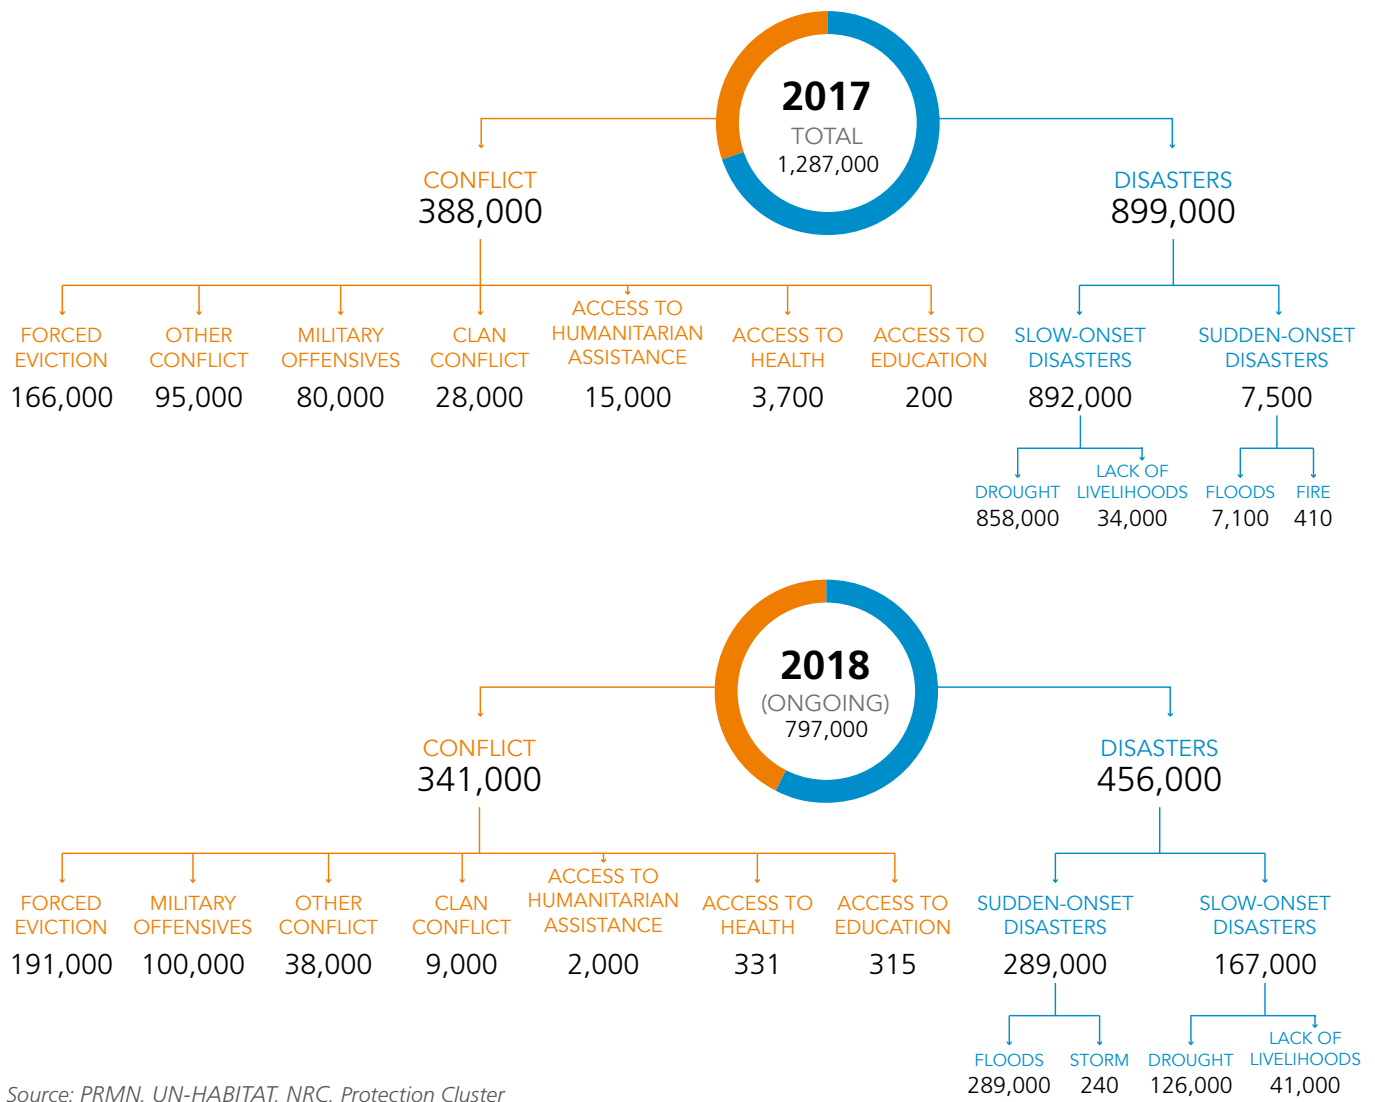 2017
TOTAL
1,287,000
CONFLICT
388,000
DISASTERS
899,000
FORCED
EVICTION
166,000
OTHER
CONFLICT
95,000
MILITARY
OFFENSIVES
80,000
CLAN
CONFLICT
28,000
ACCESS TO
HUMANITARIAN
ASSISTANCE
15,000
ACCESS TO
HEALTH
3,700
ACCESS TO
EDUCATION
200
SLOW-ONSET
DISASTERS
892,000
SUDDEN-ONSET
DISASTERS
7,500
DROUGHT
858,000
LACK OF
LIVELIHOODS
34,000
FLOODS
7,100
FIRE
410
2018
(ONGOING)
797,000
CONFLICT
341,000
DISASTERS
456,000
FORCED
EVICTION
191,000
MILITARY
OFFENSIVES
100,000
OTHER
CONFLICT
38,000
CLAN
CONFLICT
9,000
ACCESS TO
HUMANITARIAN
ASSISTANCE
2,000
ACCESS TO
HEALTH
331
ACCESS TO
EDUCATION
315
SUDDEN-ONSET
DISASTERS
289,000
SLOW-ONSET
DISASTERS
167,000
FLOODS
289,000
STORM
240
DROUGHT
126,000
LACK OF
LIVELIHOODS
41,000
Source: PRMN, UN-HABITAT, NRC, Protection Cluster